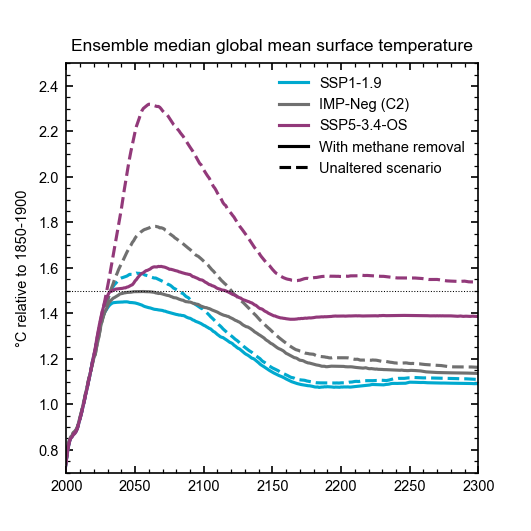 Ensemble median global mean surface temperature
SSP1-1.9
IMP-Neg (C2)
SSP5-3.4-OS
With methane removal
Unaltered scenario
°C relative to 1850-1900
2.4
2.2
2.0
1.8
1.6
1.4
1.2
1.0
0.8
2000 2050 2100 2150 2200 2250 2300